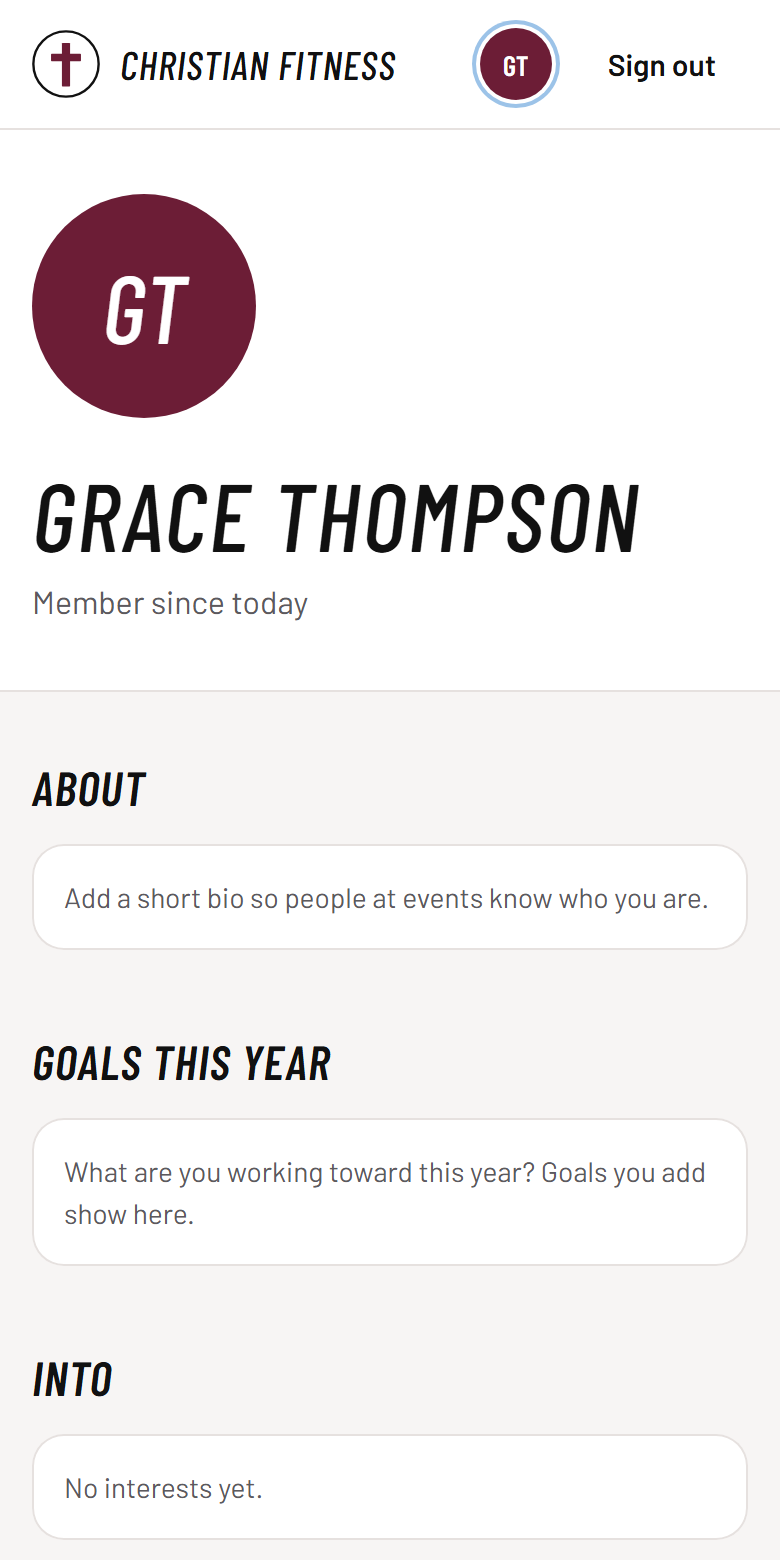 CHRISTIAN FITNESS
GT
Sign out
GT
GRACE THOMPSON
Member since today
ABOUT
Add a short bio so people at events know who you are.
GOALS THIS YEAR
What are you working toward this year? Goals you add
show here.
INTO
No interests yet.